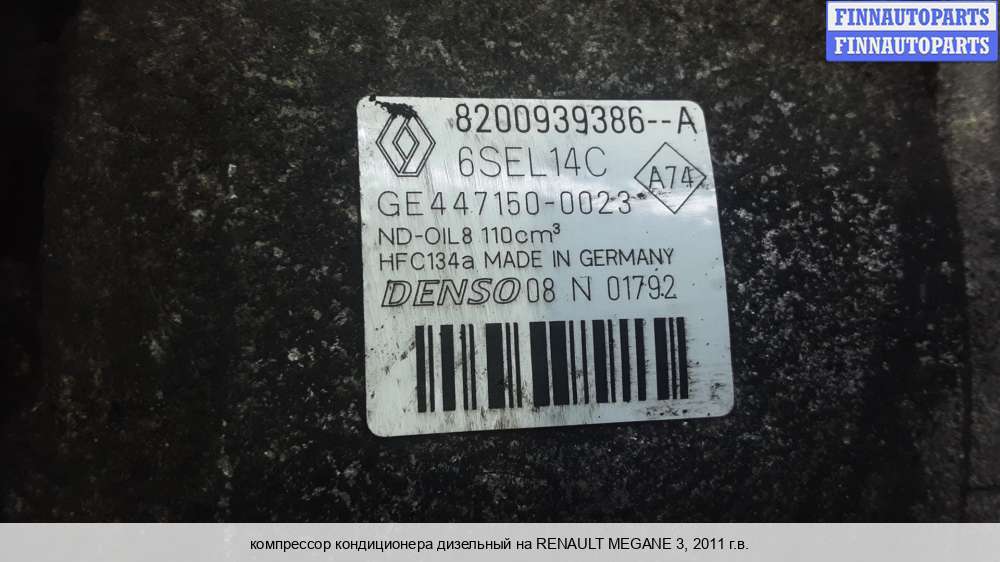 FINNAUTOPARTS
FINNAUTOPARTS
8200939386--A
6SEL14C
A74
GE447150-0023
ND-OIL8 110cm³
HFC134a MADE IN GERMANY
DENSO 08 N 01792
компрессор кондиционера дизельный на RENAULT MEGANE 3, 2011 г.в.